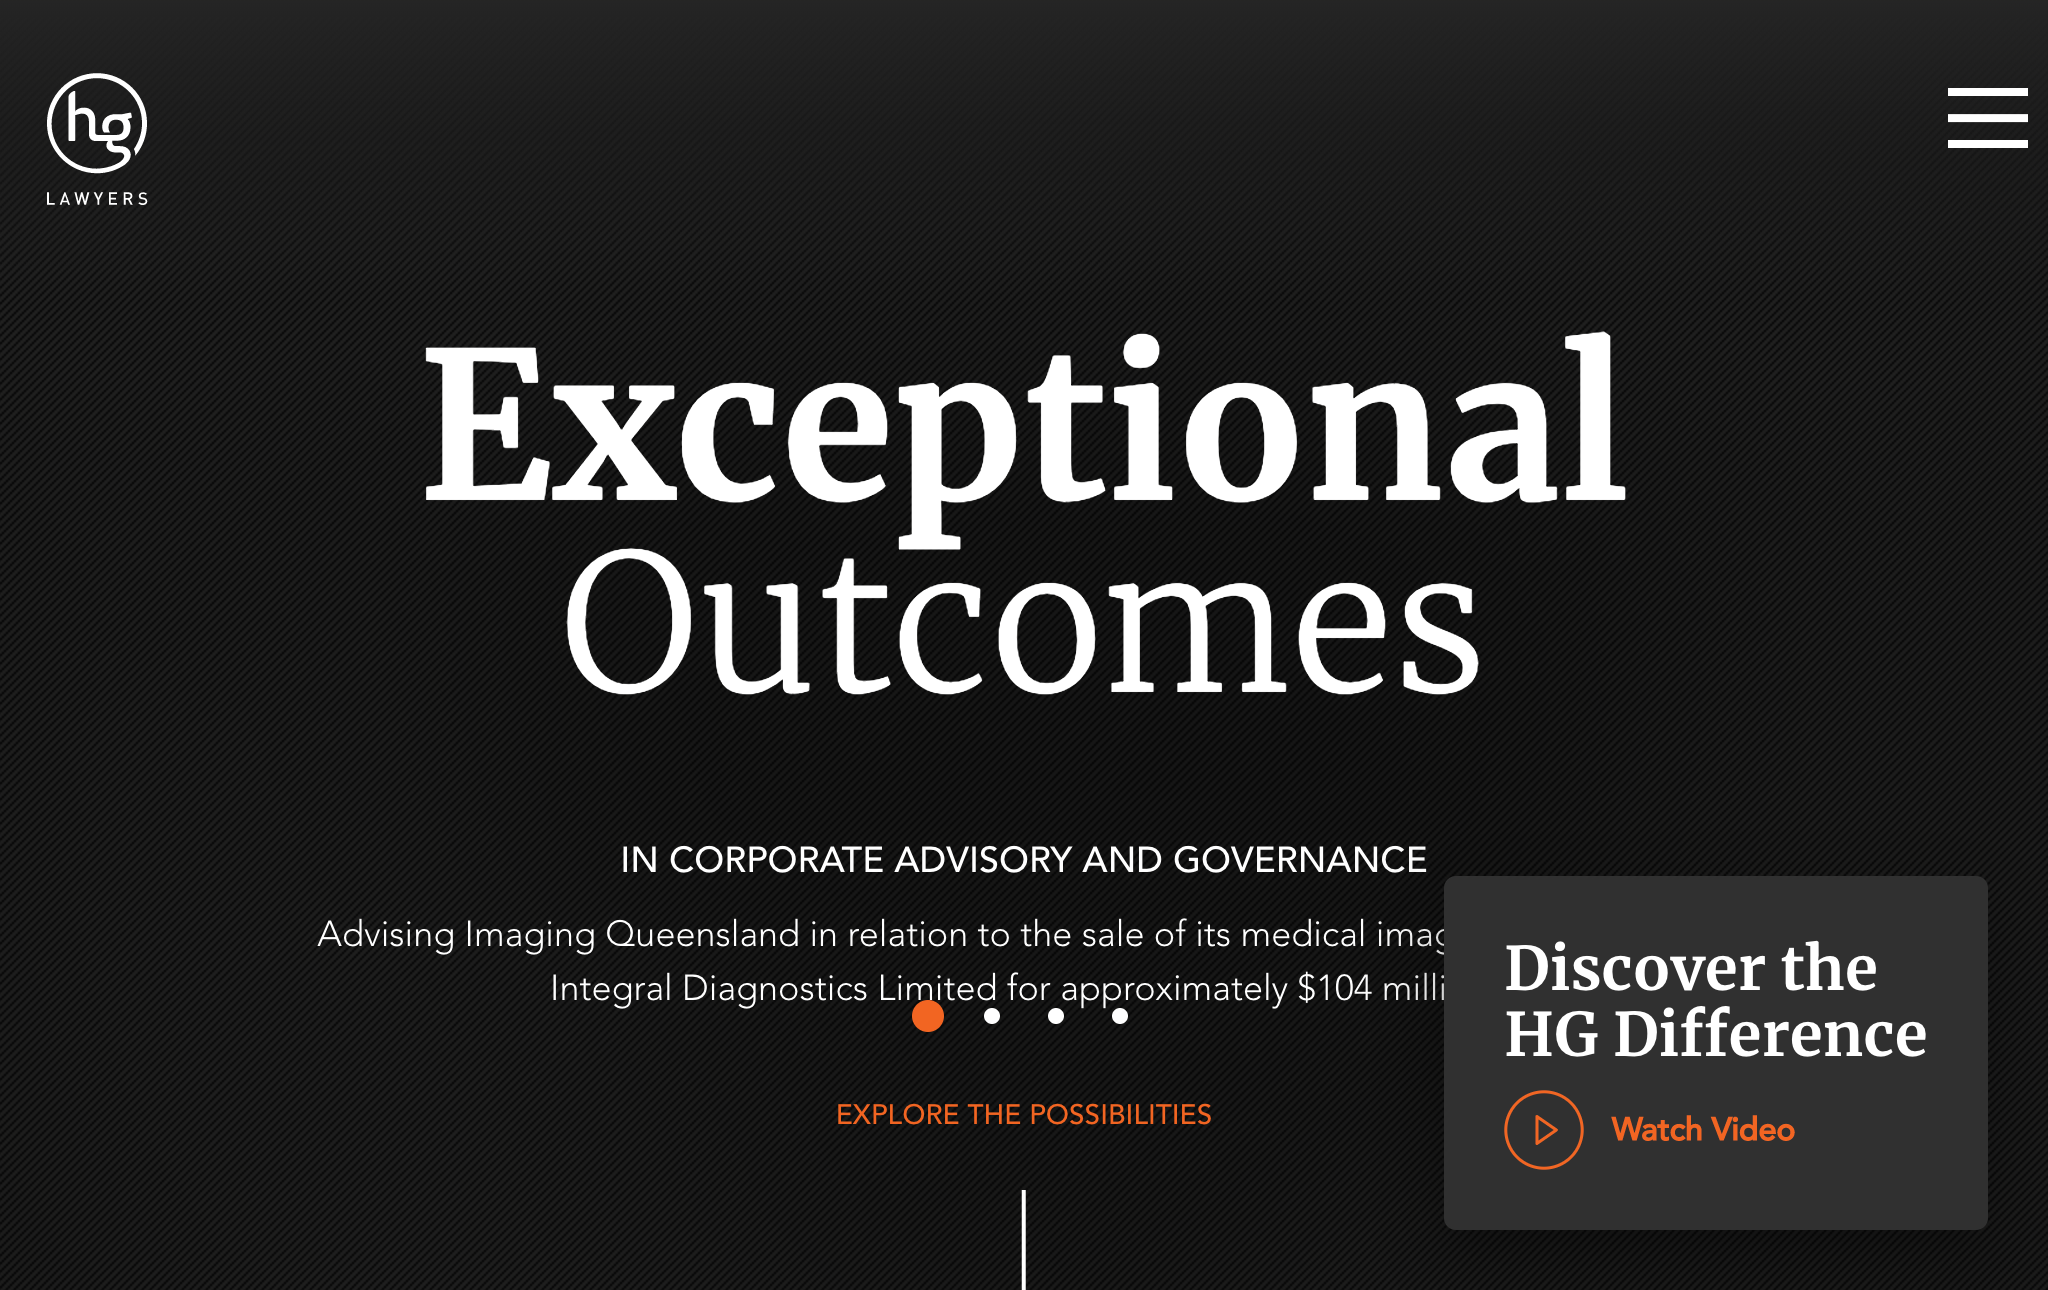 hg
LAWYERS
Exceptional
Outcomes
IN CORPORATE ADVISORY AND GOVERNANCE
Advising Imaging Queensland in relation to the sale of its medical
Integral Diagnostics Limited for approximately $104
EXPLORE THE POSSIBILITIES
Discover the
HG Difference
Watch Video